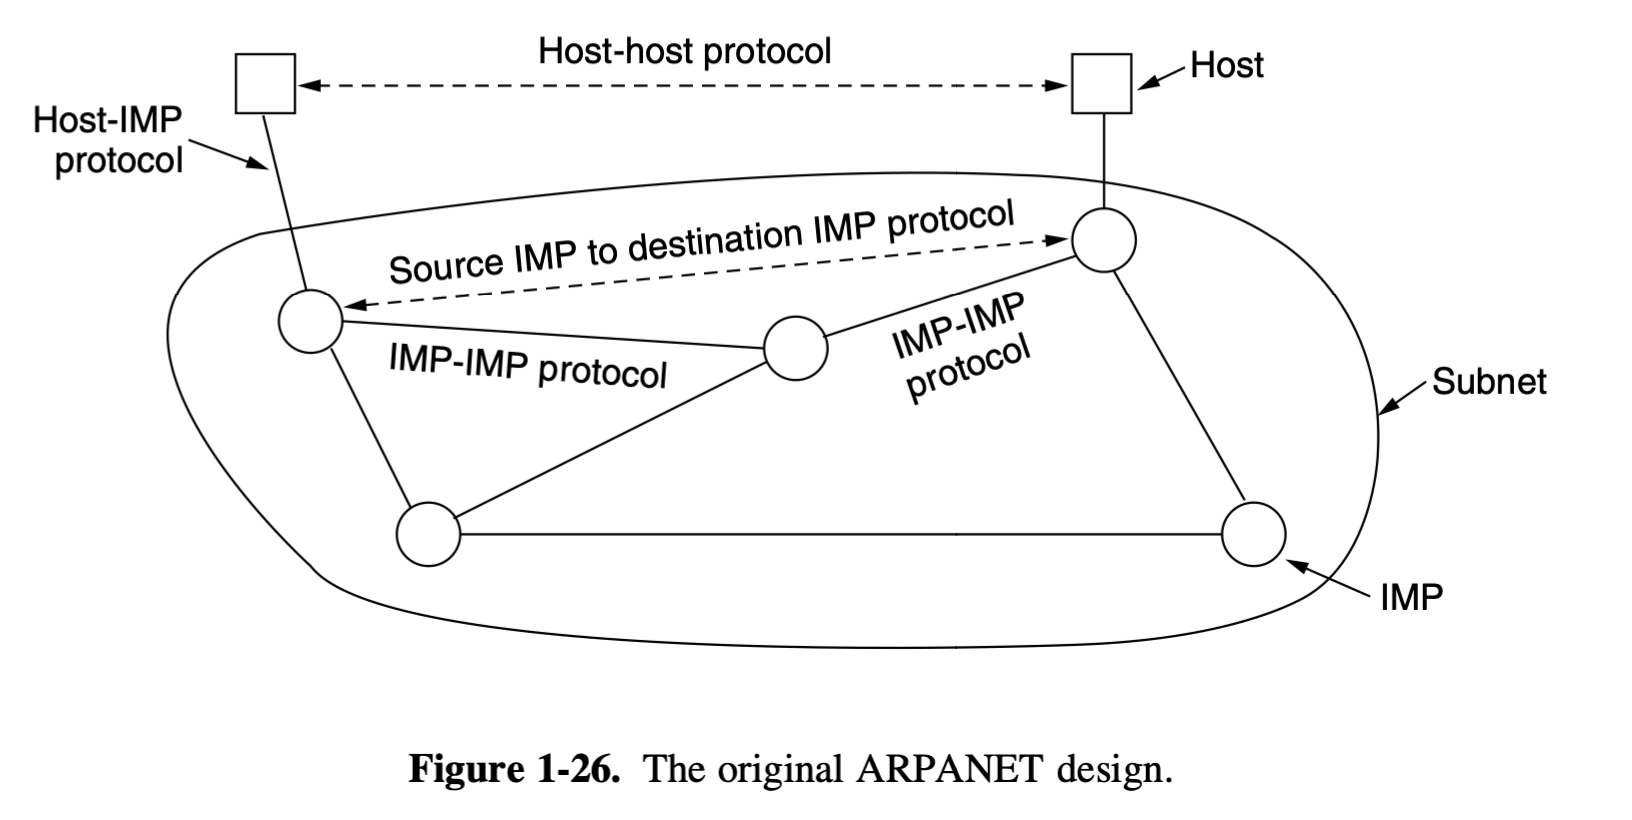 Host-host protocol
Host
Host-IMP
protocol
Source IMP to destination IMP protocol
IMP-IMP protocol
IMP-IMP
protocol
Subnet
IMP
Figure 1-26. The original ARPANET design.